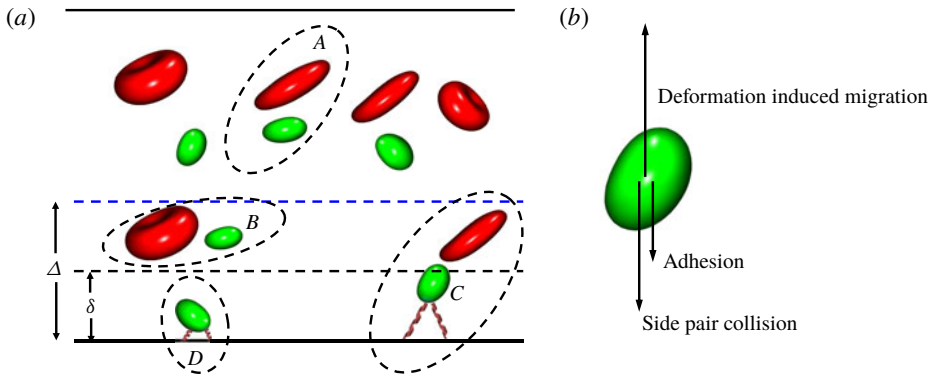 (a)
A
B
Δ
δ
C
D
(b)
Deformation induced migration
Adhesion
Side pair collision